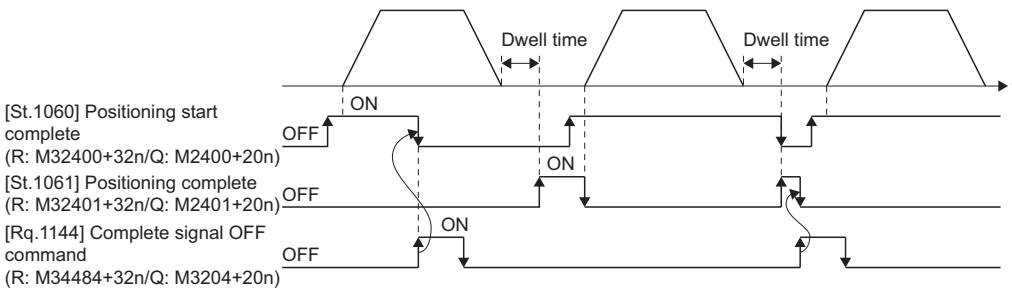 Dwell time
Dwell time
t
[St.1060] Positioning start
complete
(R: M32400+32n/Q: M2400+20n)
OFF
ON
[St.1061] Positioning complete
(R: M32401+32n/Q: M2401+20n)
OFF
ON
[Rq.1144] Complete signal OFF
command
(R: M34484+32n/Q: M3204+20n)
OFF
ON